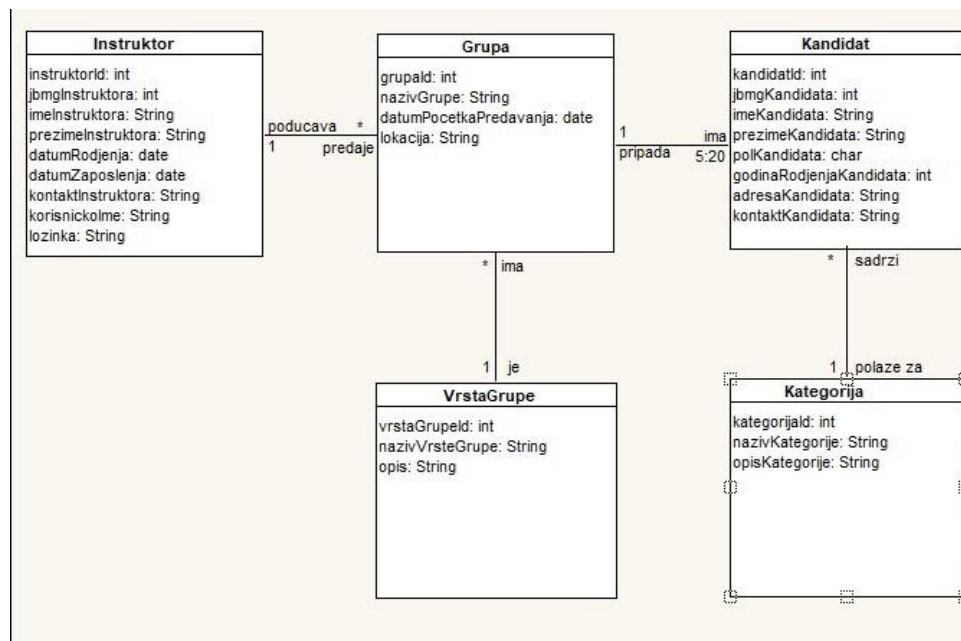 Instruktor
instruktorId: int
jbmgInstruktora: int
imeInstruktora: String
prezimeInstruktora: String
datumRodjenja: date
datumZaposlenja: date
kontaktInstruktora: String
korisnickoIme: String
lozinka: String
poducava *
1 predaje
Grupa
grupaId: int
nazivGrupe: String
datumPocetkaPredavanja: date
lokacija: String
1 ima
pripada 5:20
Kandidat
kandidatId: int
jbmgKandidata: int
imeKandidata: String
prezimeKandidata: String
polKandidata: char
godinaRodjenjaKandidata: int
adresaKandidata: String
kontaktKandidata: String
* ima
1 je
* sadrzi
1 polaze za
VrstaGrupe
vrstaGrupeId: int
nazivVrsteGrupe: String
opis: String
Kategorija
kategorijaId: int
nazivKategorije: String
opisKategorije: String